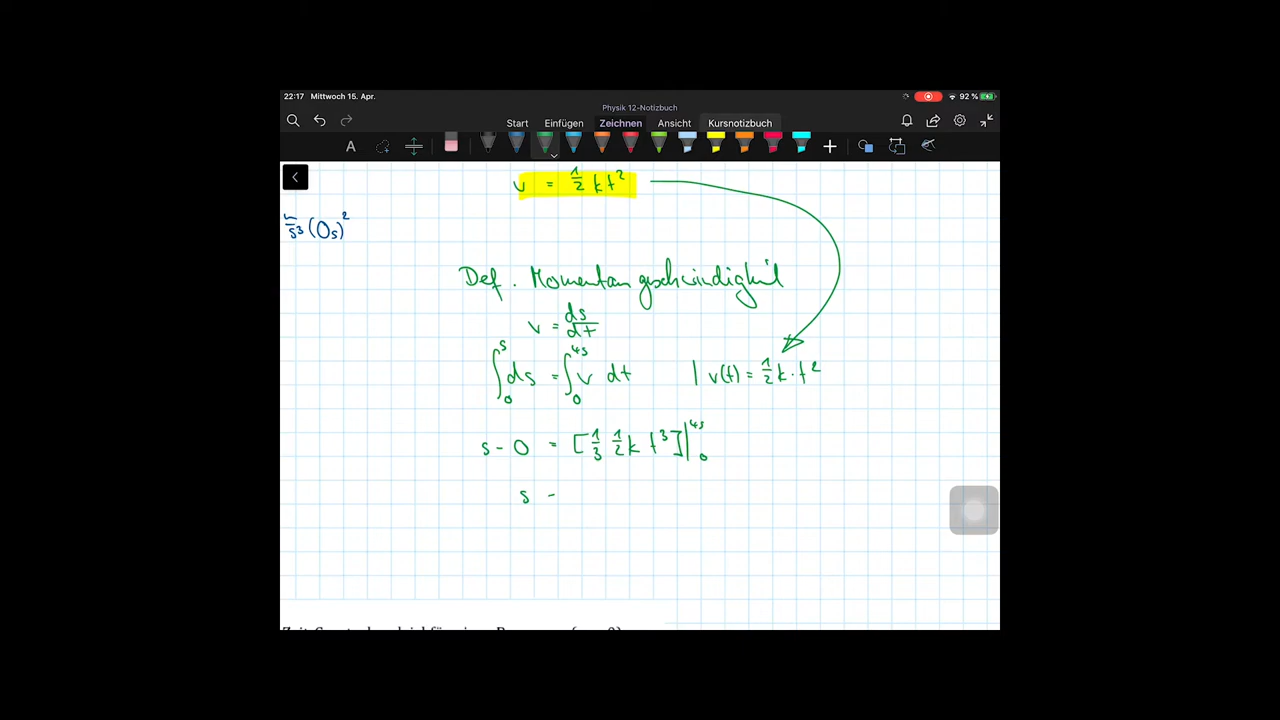 22:17 Mittwoch 15. Apr. 92 %
Physik 12-Notizbuch
Start Einfügen Zeichnen Ansicht Kursnotizbuch
A
v = 1/2 k t²
m/s³ (0s)²
Def. Momentangeschwindigkeit
v = ds/dt
∫₀ˢ ds = ∫₀⁴ˢ v dt | v(t) = 1/2 k · t²
s - 0 = [1/3 1/2 k t³]|₀⁴ˢ
s =